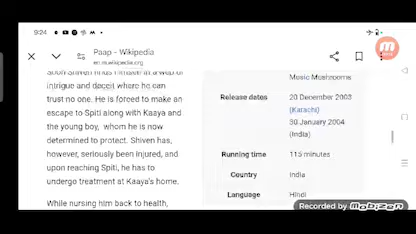 9:24
Paap - Wikipedia
en.m.wikipedia.org
intrigue and deceit where he can
trust no one. He is forced to make an
escape to Spiti along with Kaaya and
the young boy, whom he is now
determined to protect. Shiven has,
however, seriously been injured, and
upon reaching Spiti, he has to
undergo treatment at Kaaya's home.
While nursing him back to health,
Music Mushrooms
Release dates
20 December 2003
(Karachi)
30 January 2004
(India)
Running time
115 minutes
Country
India
Language
Hindi
Recorded by Mobizen